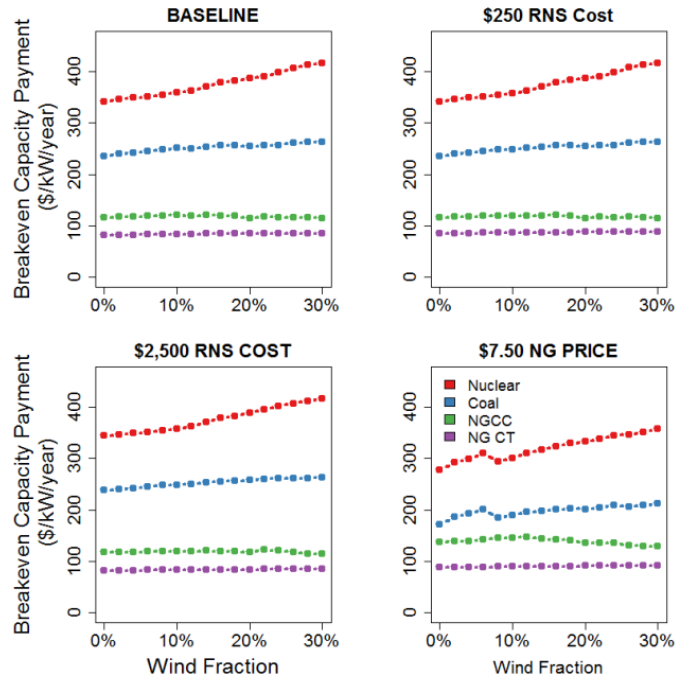 BASELINE
$250 RNS Cost
Breakeven Capacity Payment
($/kW/year)
400
300
200
100
0
0%
10%
20%
30%
400
300
200
100
0
0%
10%
20%
30%
$2,500 RNS COST
$7.50 NG PRICE
Breakeven Capacity Payment
($/kW/year)
400
300
200
100
0
0%
10%
20%
30%
Wind Fraction
400
300
200
100
0
Nuclear
Coal
NGCC
NG CT
0%
10%
20%
30%
Wind Fraction